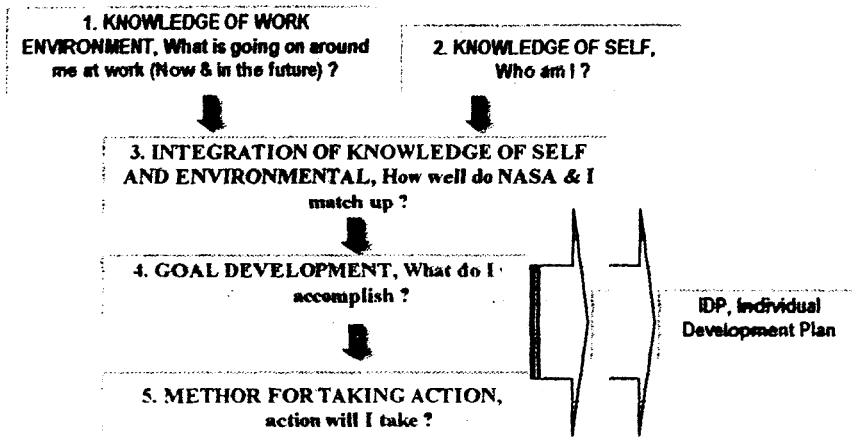 1. KNOWLEDGE OF WORK
ENVIRONMENT, What is going on around
me at work (Now & in the future) ?
2. KNOWLEDGE OF SELF,
Who am I ?
3. INTEGRATION OF KNOWLEDGE OF SELF
AND ENVIRONMENTAL, How well do NASA & I
match up ?
4. GOAL DEVELOPMENT, What do I
accomplish ?
5. METHOR FOR TAKING ACTION,
action will I take ?
IDP, Individual
Development Plan